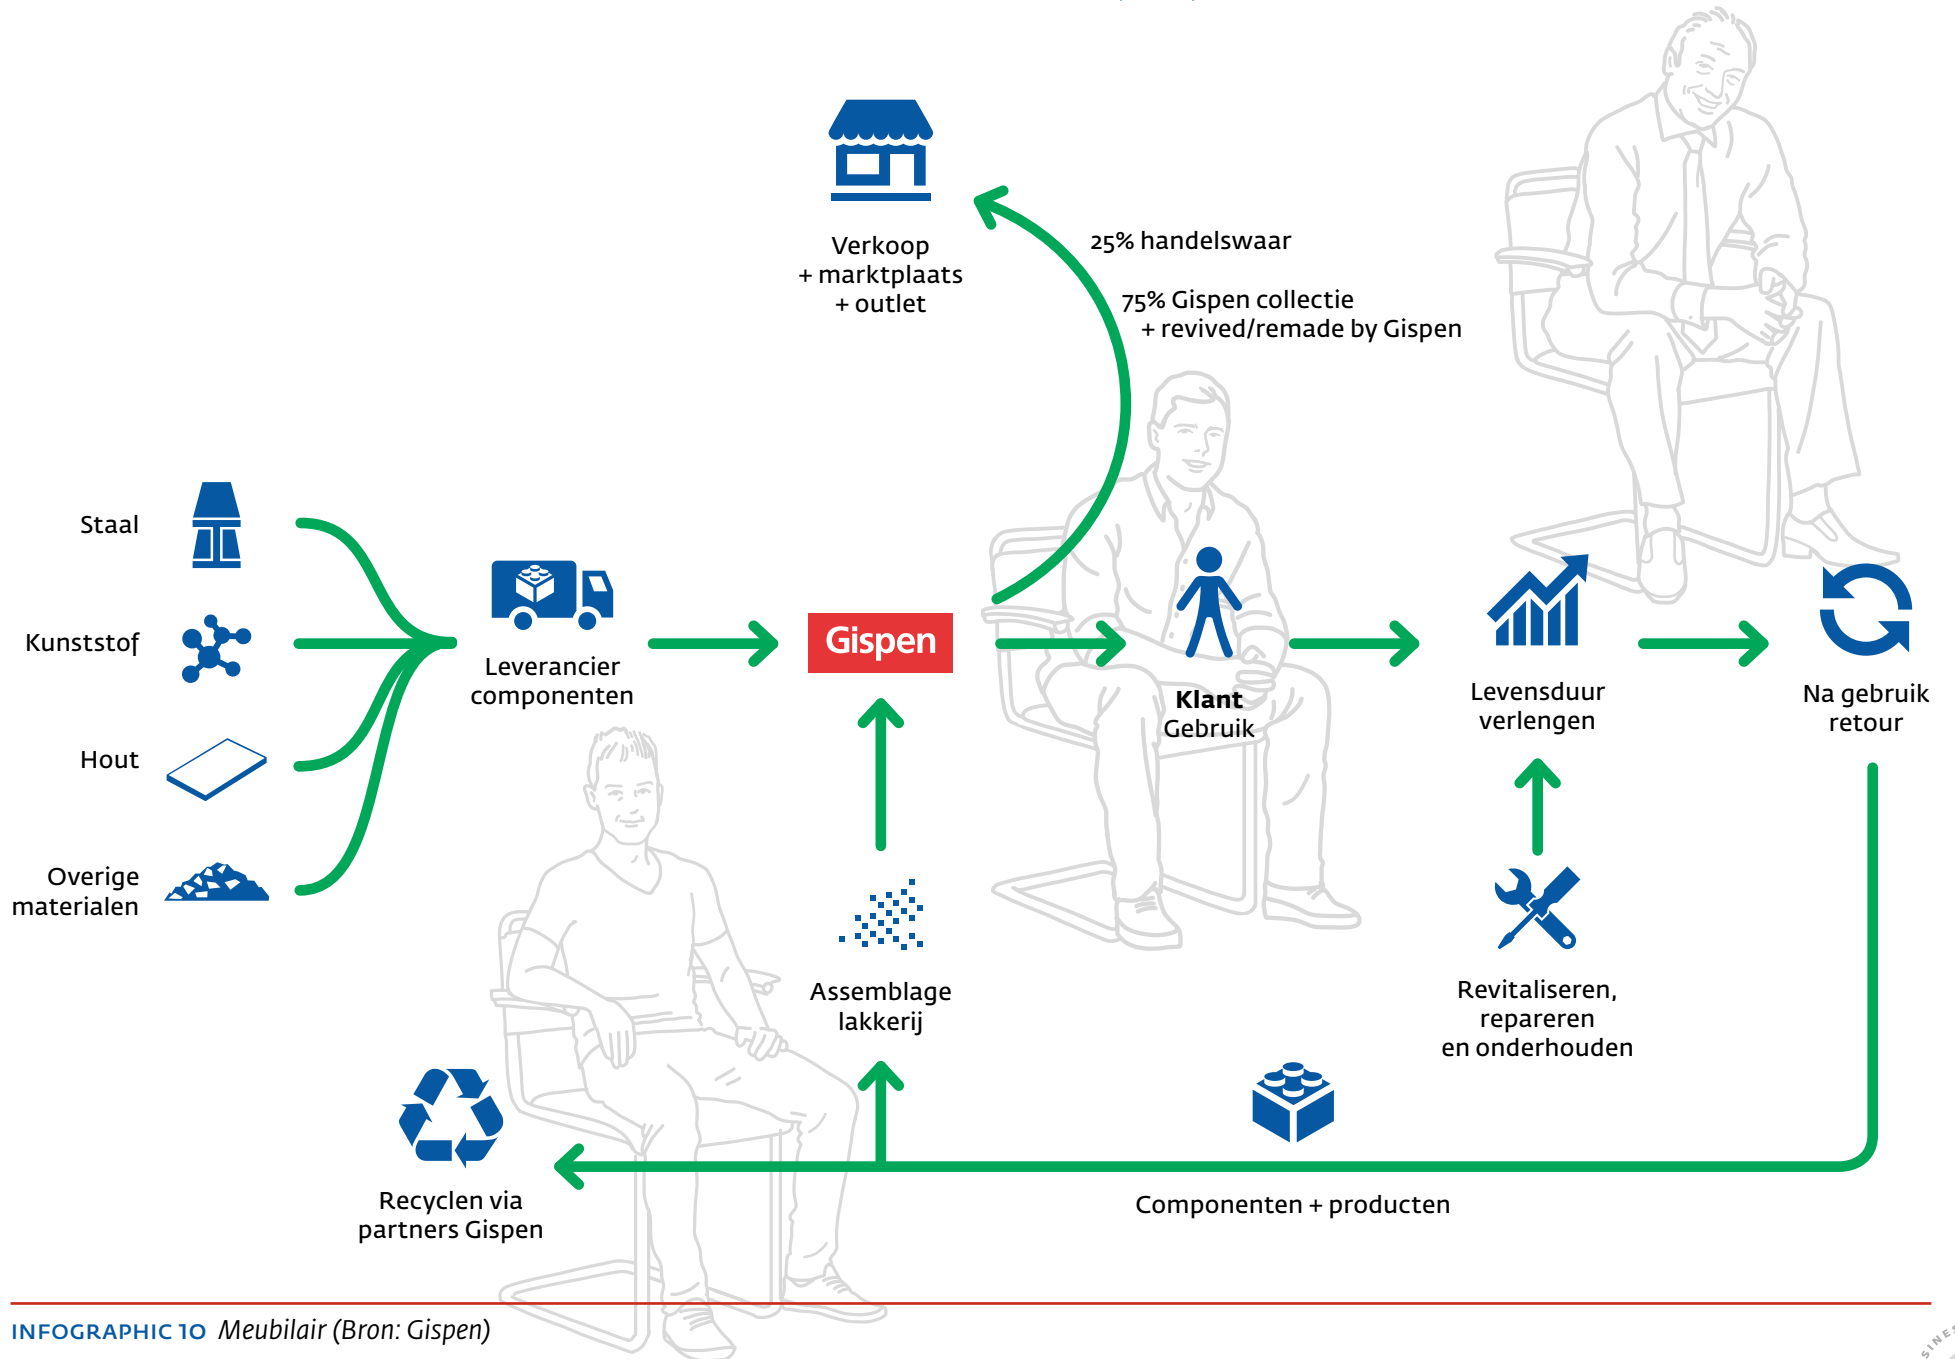 Verkoop
+ marktplaats
+ outlet
25% handelswaar
75% Gispen collectie
+ revived/remade by Gispen
Staal
Kunststof
Hout
Overige
materialen
Leverancier
componenten
Gispen
Klant
Gebruik
Levensduur
verlengen
Na gebruik
retour
Assemblage
lakkerij
Revitaliseren,
repareren
en onderhouden
Recyclen via
partners Gispen
Componenten + producten
INFOGRAPHIC 10 Meubilair (Bron: Gispen)